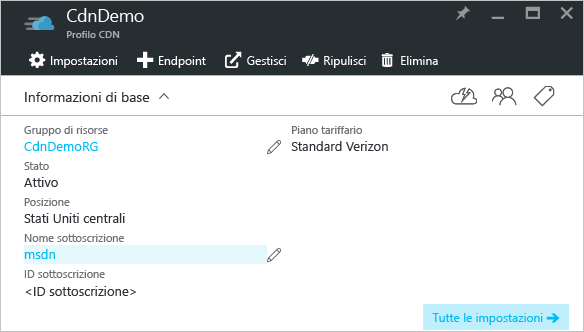 CdnDemo
Profilo CDN
Impostazioni Endpoint Gestisci Ripulisci Elimina
Informazioni di base
Gruppo di risorse
CdnDemoRG
Stato
Attivo
Posizione
Stati Uniti centrali
Nome sottoscrizione
msdn
ID sottoscrizione
<ID sottoscrizione>
Piano tariffario
Standard Verizon
Tutte le impostazioni